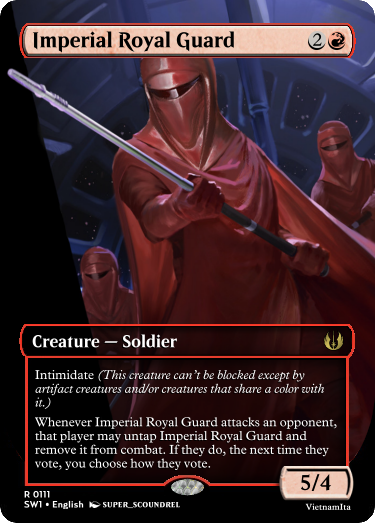 Imperial Royal Guard 2
Creature — Soldier
Intimidate (This creature can't be blocked except by
artifact creatures and/or creatures that share a color with
it.)
Whenever Imperial Royal Guard attacks an opponent,
that player may untap Imperial Royal Guard and
remove it from combat. If they do, the next time they
vote, you choose how they vote.
5/4
R 0111
SW1 • English SUPER_SCOUNDREL
VietnamIta